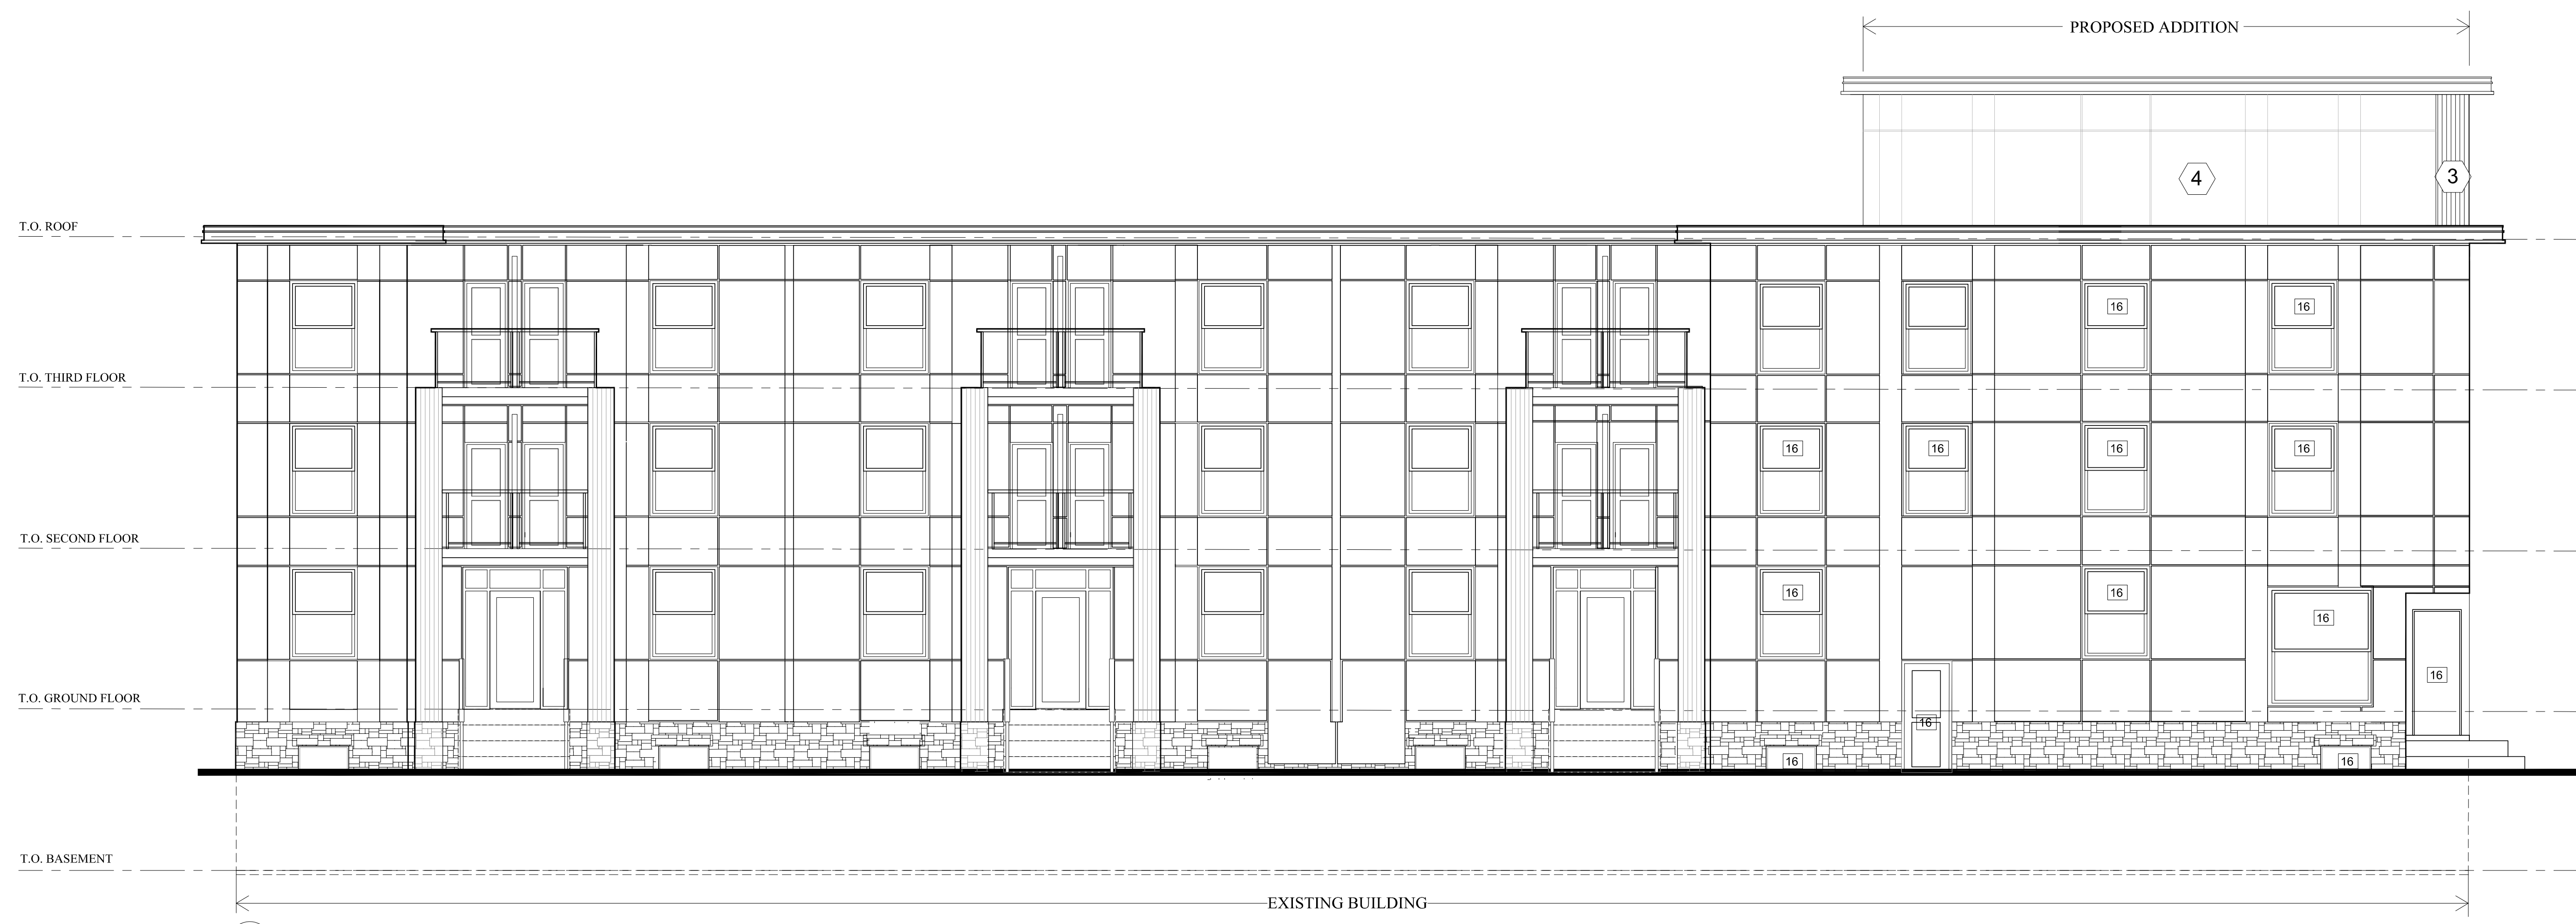 PROPOSED ADDITION
4
3
T.O. ROOF
16
16
T.O. THIRD FLOOR
16
16
16
16
T.O. SECOND FLOOR
16
16
16
T.O. GROUND FLOOR
16
16
16
16
T.O. BASEMENT
EXISTING BUILDING